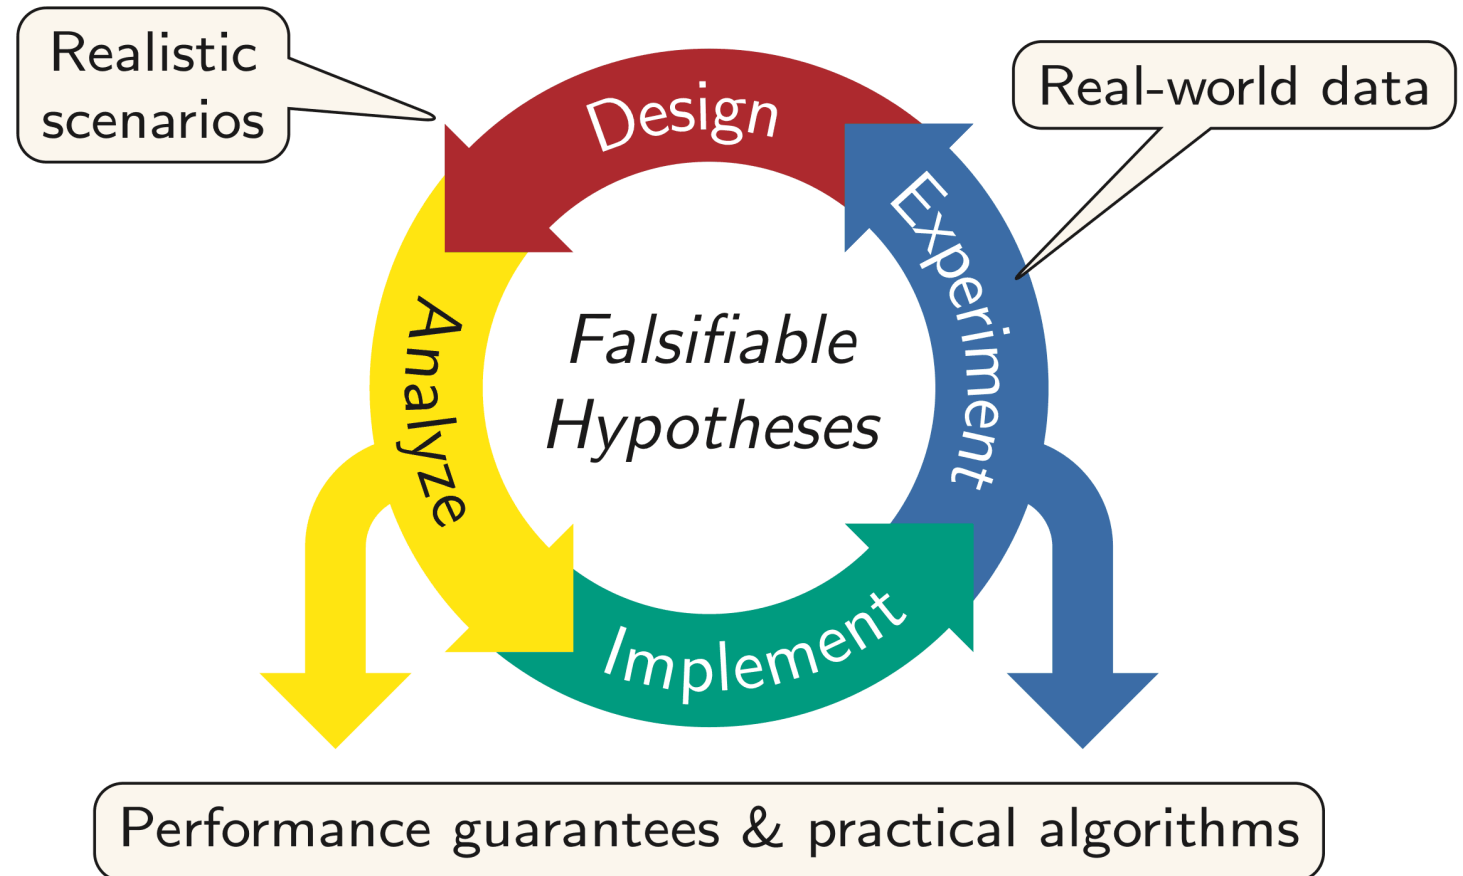 Realistic
scenarios
Design
Real-world data
Experiment
Falsifiable
Hypotheses
Analyze
Implement
Performance guarantees & practical algorithms